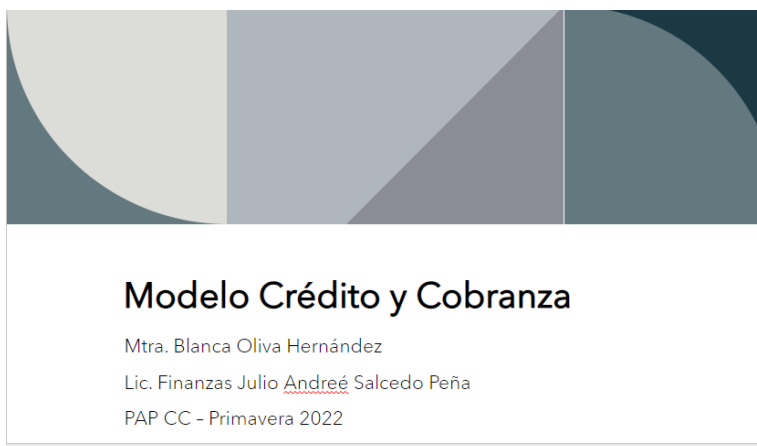 Modelo Crédito y Cobranza
Mtra. Blanca Oliva Hernández
Lic. Finanzas Julio Andreé Salcedo Peña
PAP CC – Primavera 2022